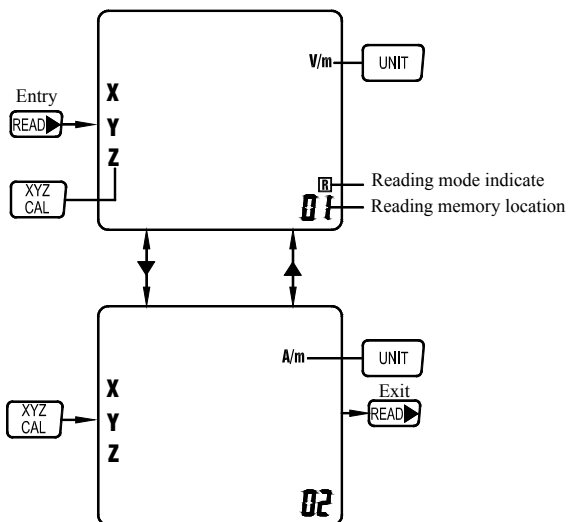 V/m UNIT
Entry
X
READ
Y
Z
XYZ
CAL
R Reading mode indicate
01 Reading memory location
A/m UNIT
Exit
X
XYZ
CAL
Y
READ
Z
02